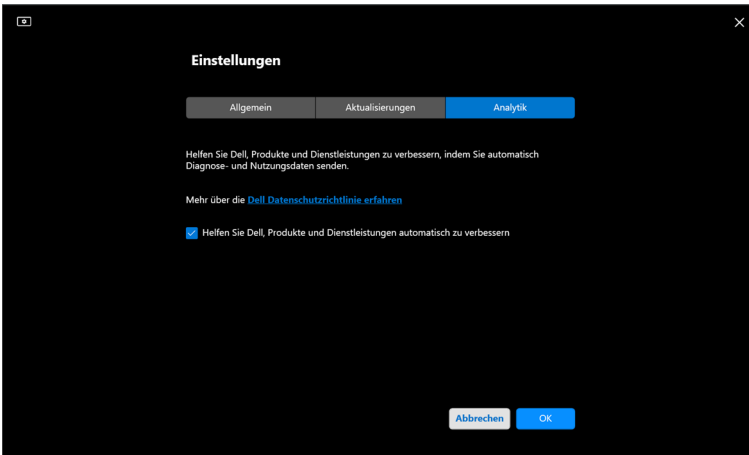 Einstellungen
Allgemein
Aktualisierungen
Analytik
Helfen Sie Dell, Produkte und Dienstleistungen zu verbessern, indem Sie automatisch
Diagnose- und Nutzungsdaten senden.
Mehr über die Dell Datenschutzrichtlinie erfahren
Helfen Sie Dell, Produkte und Dienstleistungen automatisch zu verbessern
Abbrechen
OK